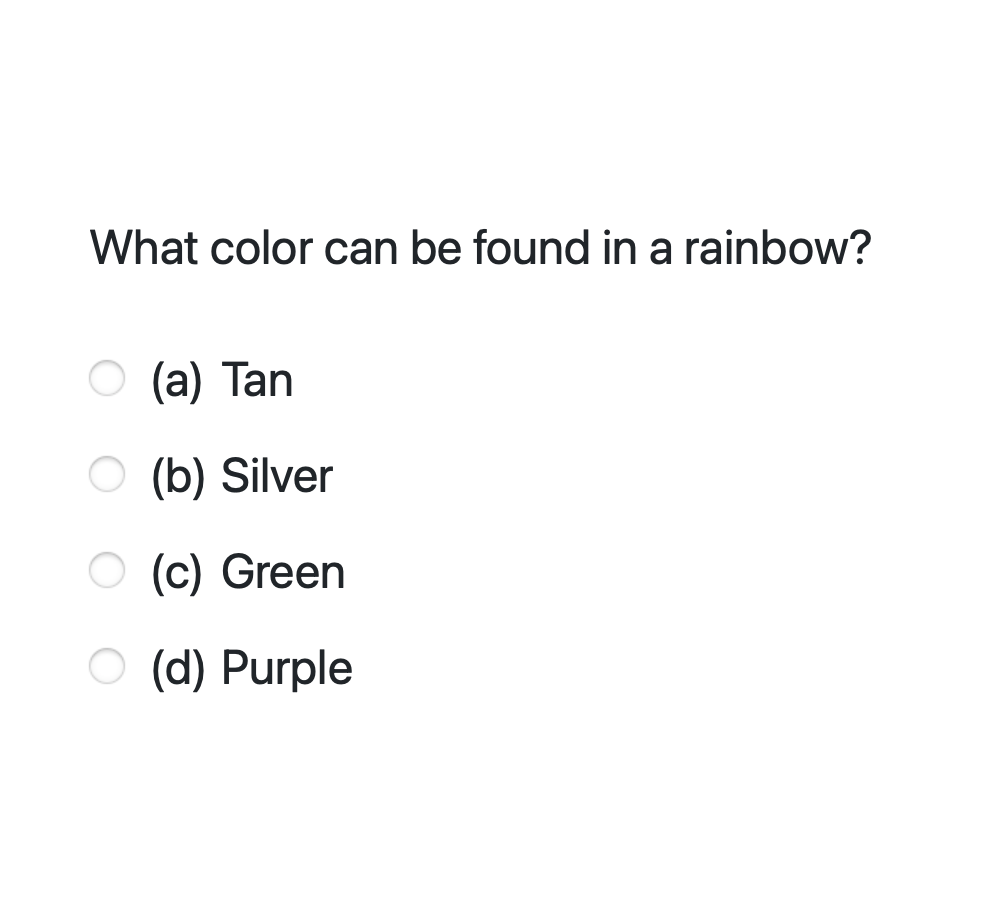 What color can be found in a rainbow?
(a) Tan
(b) Silver
(c) Green
(d) Purple